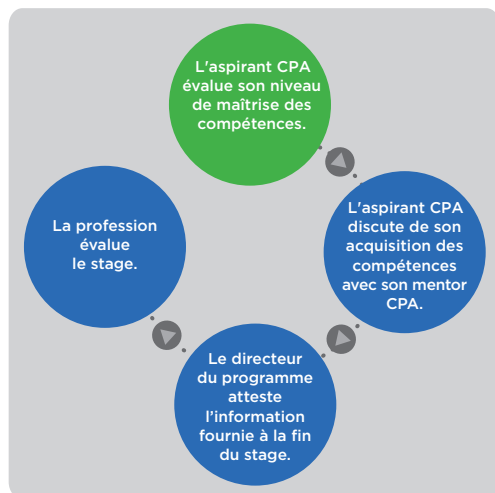 L'aspirant CPA
évalue son niveau
de maîtrise des
compétences.
L'aspirant CPA
discute de son
acquisition des
compétences
avec son mentor
CPA.
Le directeur
du programme
atteste
l’information
fournie à la fin
du stage.
La profession
évalue
le stage.